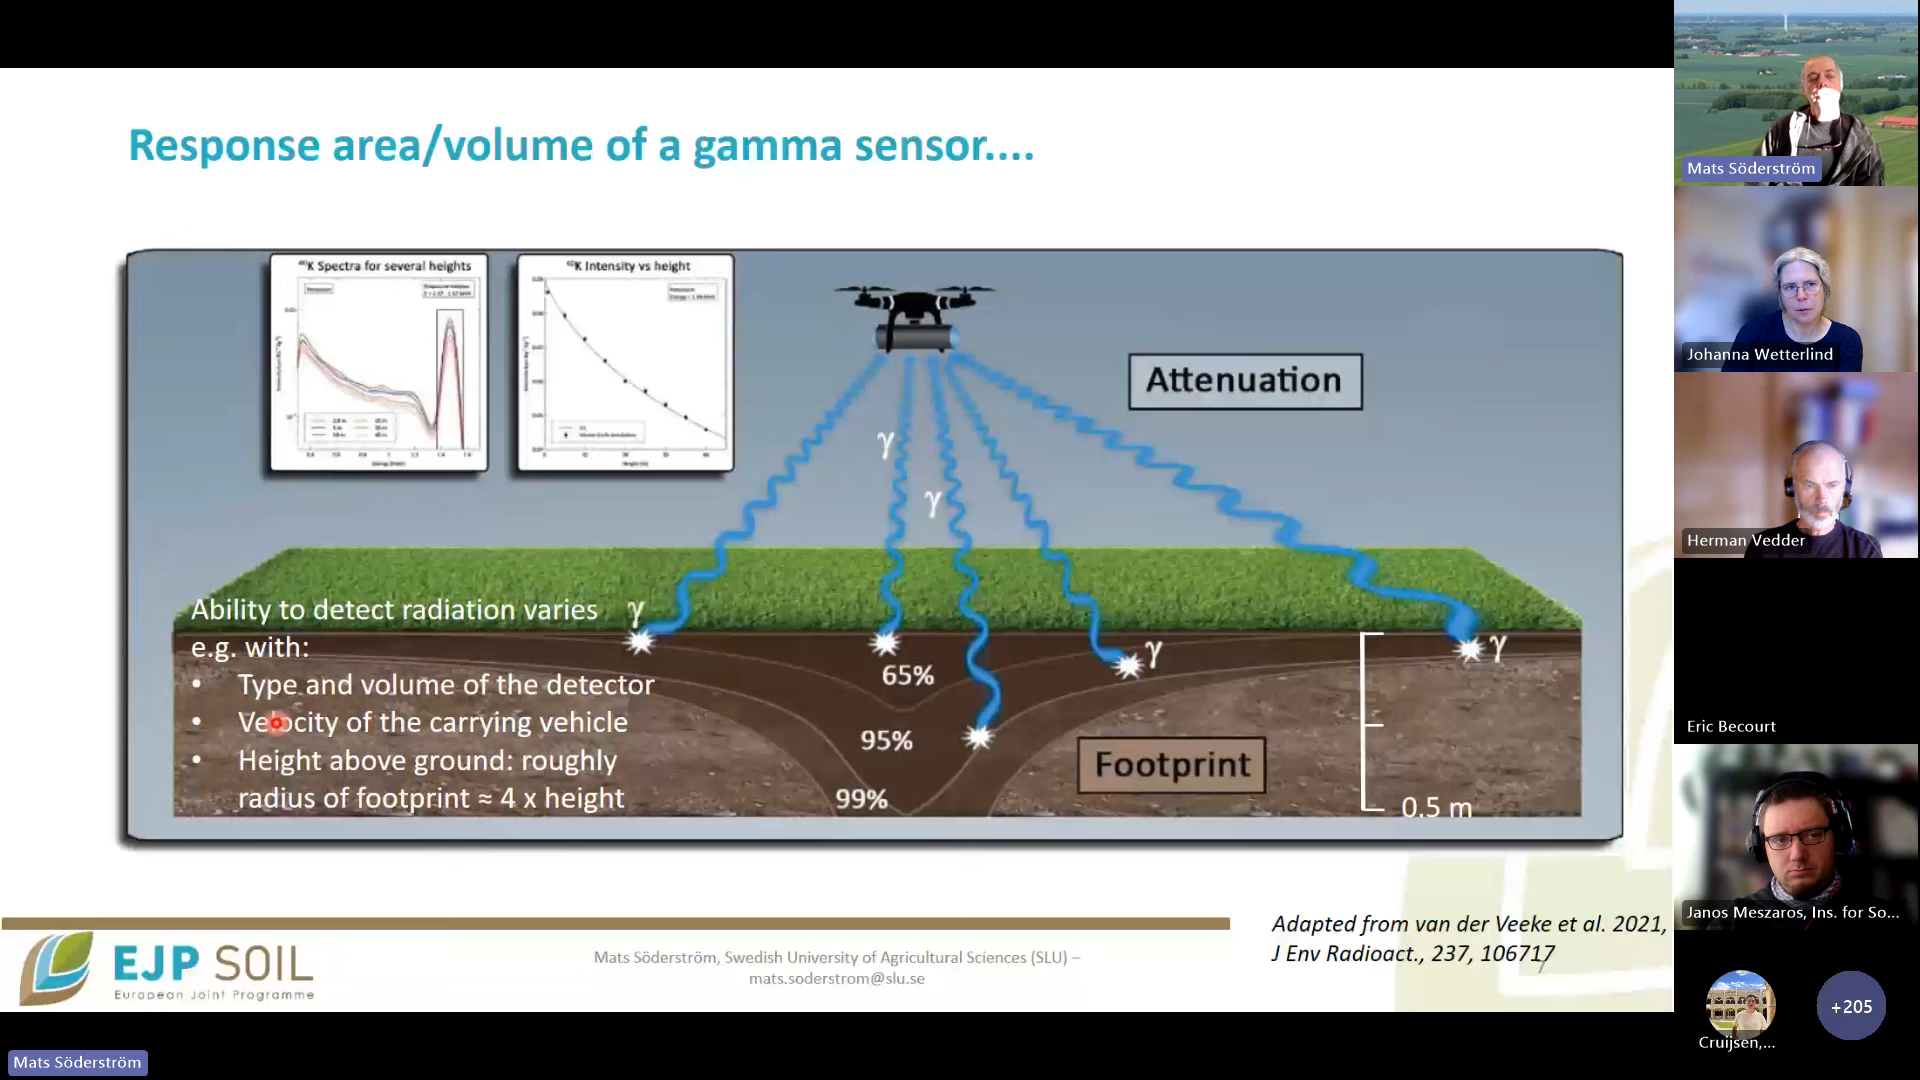 Response area/volume of a gamma sensor....
⁴⁰K Spectra for several heights
⁴⁰K Intensity vs height
Attenuation
γ
γ
γ
γ
γ
Ability to detect radiation varies
e.g. with:
• Type and volume of the detector
• Velocity of the carrying vehicle
• Height above ground: roughly
radius of footprint ≈ 4 x height
65%
95%
99%
Footprint
0.5 m
Adapted from van der Veeke et al. 2021,
J Env Radioact., 237, 106717
7
EJP SOIL
European Joint Programme
Mats Söderström, Swedish University of Agricultural Sciences (SLU) –
mats.soderstrom@slu.se
Mats Söderström
Mats Söderström
Johanna Wetterlind
Herman Vedder
Eric Becourt
Janos Meszaros, Ins. for So...
Cruijsen,...
+205